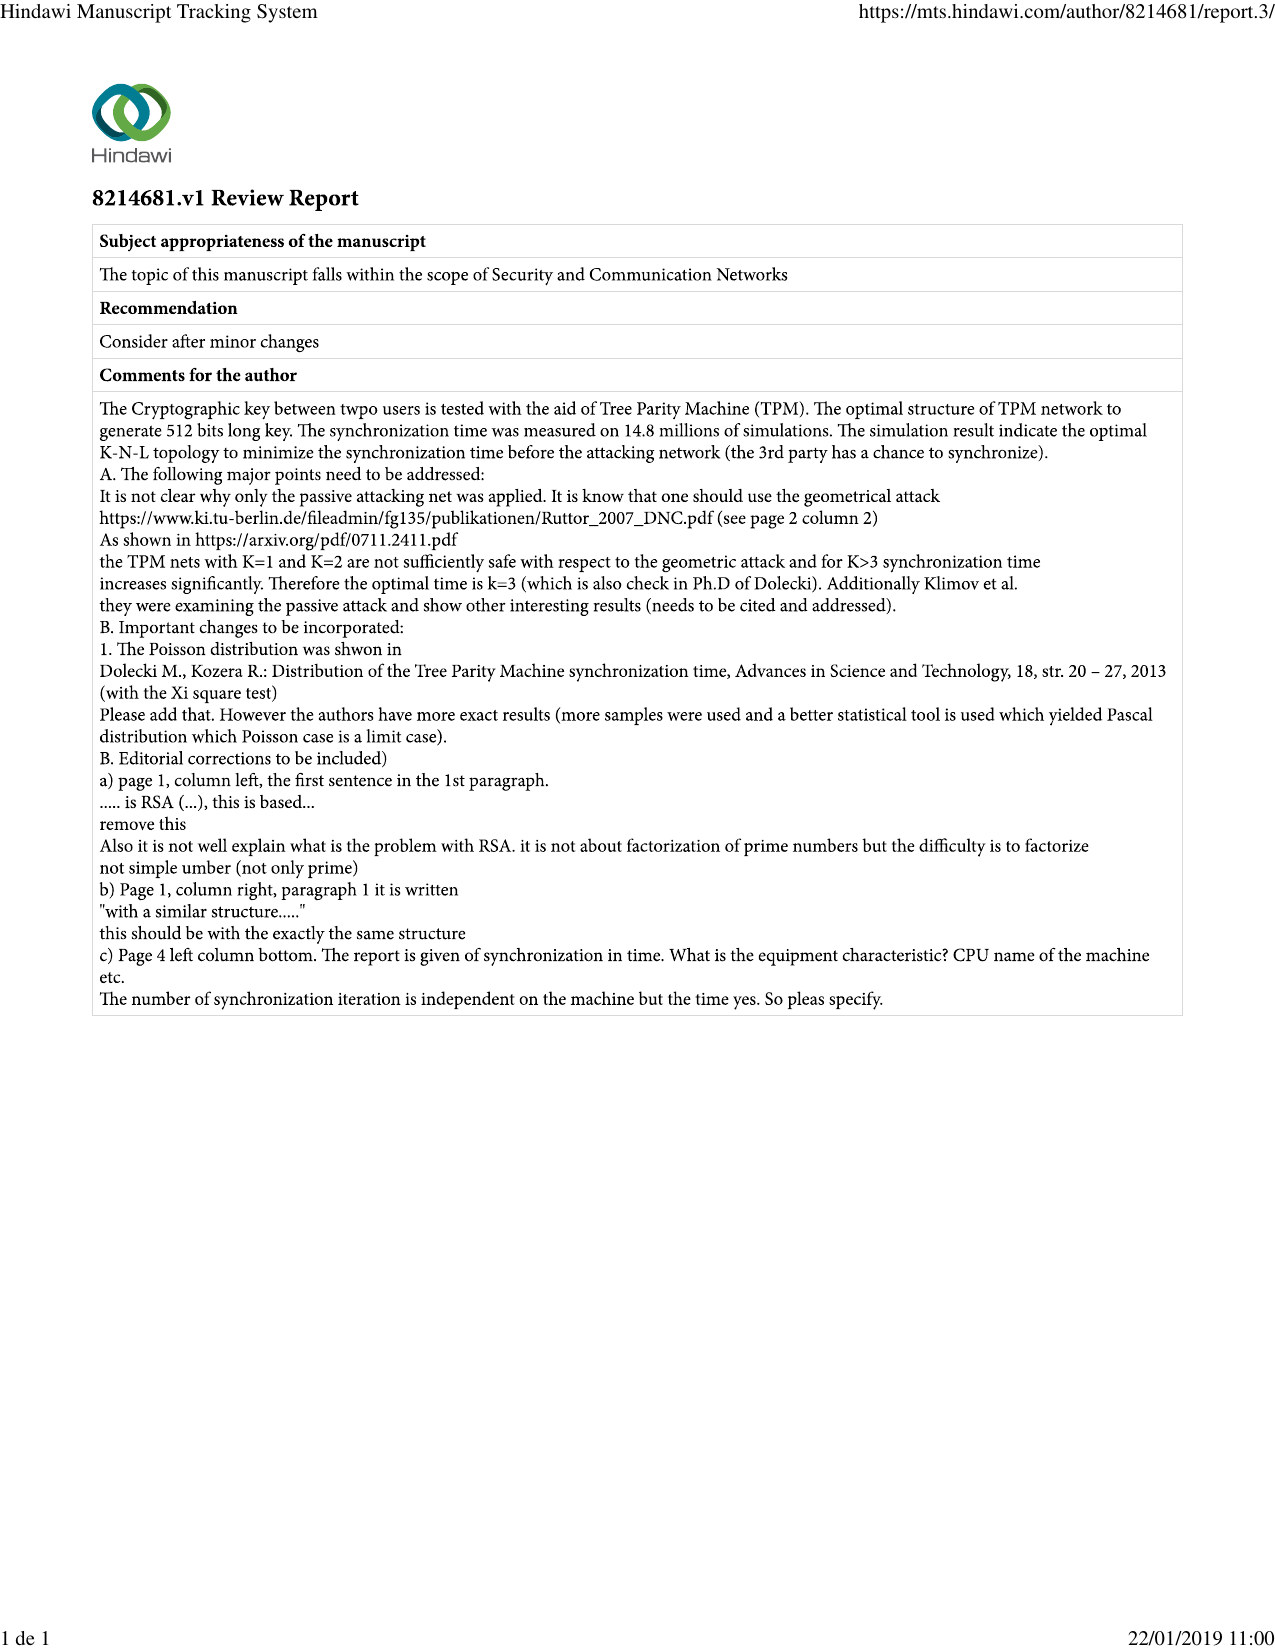 Hindawi Manuscript Tracking System
https://mts.hindawi.com/author/8214681/report.3/
Hindawi
8214681.v1 Review Report
Subject appropriateness of the manuscript
The topic of this manuscript falls within the scope of Security and Communication Networks
Recommendation
Consider after minor changes
Comments for the author
The Cryptographic key between twpo users is tested with the aid of Tree Parity Machine (TPM). The optimal structure of TPM network to
generate 512 bits long key. The synchronization time was measured on 14.8 millions of simulations. The simulation result indicate the optimal
K-N-L topology to minimize the synchronization time before the attacking network (the 3rd party has a chance to synchronize).
A. The following major points need to be addressed:
It is not clear why only the passive attacking net was applied. It is know that one should use the geometrical attack
https://www.ki.tu-berlin.de/fileadmin/fg135/publikationen/Ruttor_2007_DNC.pdf (see page 2 column 2)
As shown in https://arxiv.org/pdf/0711.2411.pdf
the TPM nets with K=1 and K=2 are not sufficiently safe with respect to the geometric attack and for K>3 synchronization time
increases significantly. Therefore the optimal time is k=3 (which is also check in Ph.D of Dolecki). Additionally Klimov et al.
they were examining the passive attack and show other interesting results (needs to be cited and addressed).
B. Important changes to be incorporated:
1. The Poisson distribution was shwon in
Dolecki M., Kozera R.: Distribution of the Tree Parity Machine synchronization time, Advances in Science and Technology, 18, str. 20 – 27, 2013
(with the Xi square test)
Please add that. However the authors have more exact results (more samples were used and a better statistical tool is used which yielded Pascal
distribution which Poisson case is a limit case).
B. Editorial corrections to be included)
a) page 1, column left, the first sentence in the 1st paragraph.
..... is RSA (...), this is based...
remove this
Also it is not well explain what is the problem with RSA. it is not about factorization of prime numbers but the difficulty is to factorize
not simple umber (not only prime)
b) Page 1, column right, paragraph 1 it is written
"with a similar structure....."
this should be with the exactly the same structure
c) Page 4 left column bottom. The report is given of synchronization in time. What is the equipment characteristic? CPU name of the machine
etc.
The number of synchronization iteration is independent on the machine but the time yes. So pleas specify.
1 de 1
22/01/2019 11:00